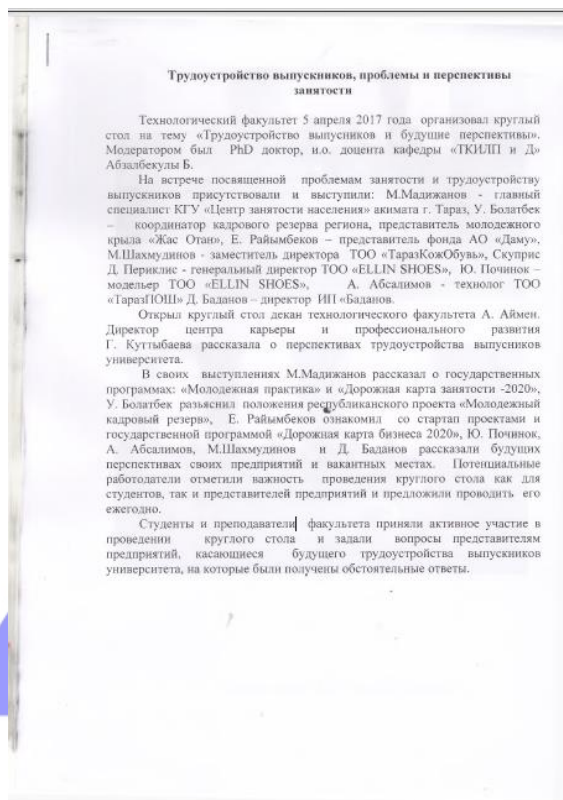 Трудоустройство выпускников, проблемы и перспективы
занятости
Технологический факультет 5 апреля 2017 года организовал круглый
стол на тему «Трудоустройство выпусников и будущие перспективы».
Модератором был PhD доктор, и.о. доцента кафедры «ТКИЛП и Д»
Абзалбекулы Б.
На встрече посвященной проблемам занятости и трудоустройству
выпускников присутствовали и выступили: М.Мадижанов - главный
специалист КГУ «Центр занятости населения» акимата г. Тараз, У. Болатбек
– координатор кадрового резерва региона, представитель молодежного
крыла «Жас Отан», Е. Райымбеков – представитель фонда АО «Даму»,
М.Шахмудинов - заместитель директора ТОО «ТаразКожОбувь», Скуприс
Д. Периклис - генеральный директор ТОО «ELLIN SHOES», Ю. Починок –
модельер ТОО «ELLIN SHOES», А. Абсалимов - технолог ТОО
«ТаразПОШ» Д. Баданов – директор ИП «Баданов.
Открыл круглый стол декан технологического факультета А. Аймен.
Директор центра карьеры и профессионального развития
Г. Куттыбаева рассказала о перспективах трудоустройства выпускников
университета.
В своих выступлениях М.Мадижанов рассказал о государственных
программах: «Молодежная практика» и «Дорожная карта занятости -2020»,
У. Болатбек разъяснил положения республиканского проекта «Молодежный
кадровый резерв», Е. Райымбеков ознакомил со стартап проектами и
государственной программой «Дорожная карта бизнеса 2020», Ю. Починок,
А. Абсалимов, М.Шахмудинов и Д. Баданов рассказали будущих
перспективах своих предприятий и вакантных местах. Потенциальные
работодатели отметили важность проведения круглого стола как для
студентов, так и представителей предприятий и предложили проводить его
ежегодно.
Студенты и преподаватели факультета приняли активное участие в
проведении круглого стола и задали вопросы представителям
предприятий, касающиеся будущего трудоустройства выпускников
университета, на которые были получены обстоятельные ответы.